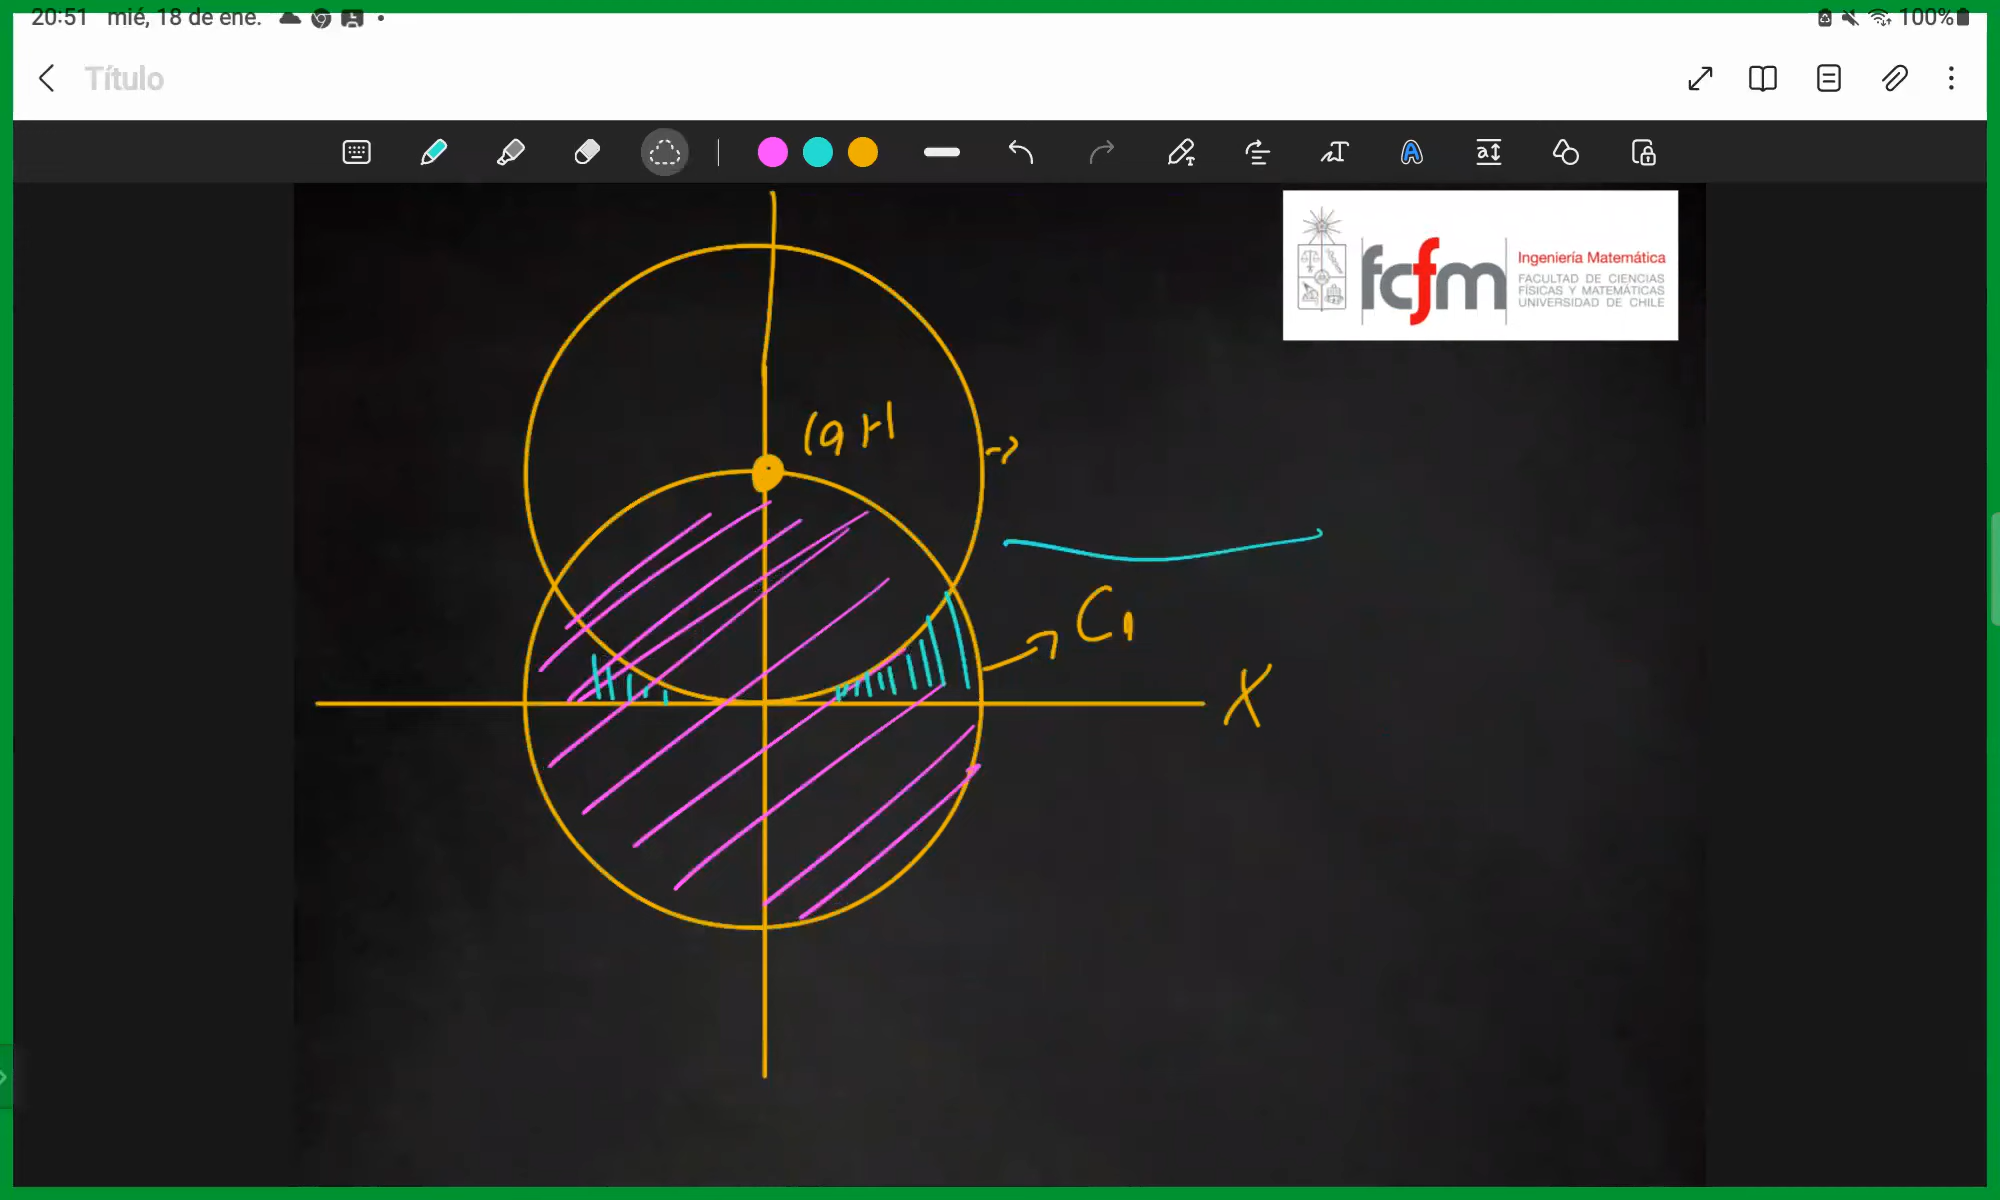 20:51 mié, 18 de ene. 100%
Título
fcfm
Ingeniería Matemática
FACULTAD DE CIENCIAS
FÍSICAS Y MATEMÁTICAS
UNIVERSIDAD DE CHILE
C1
X